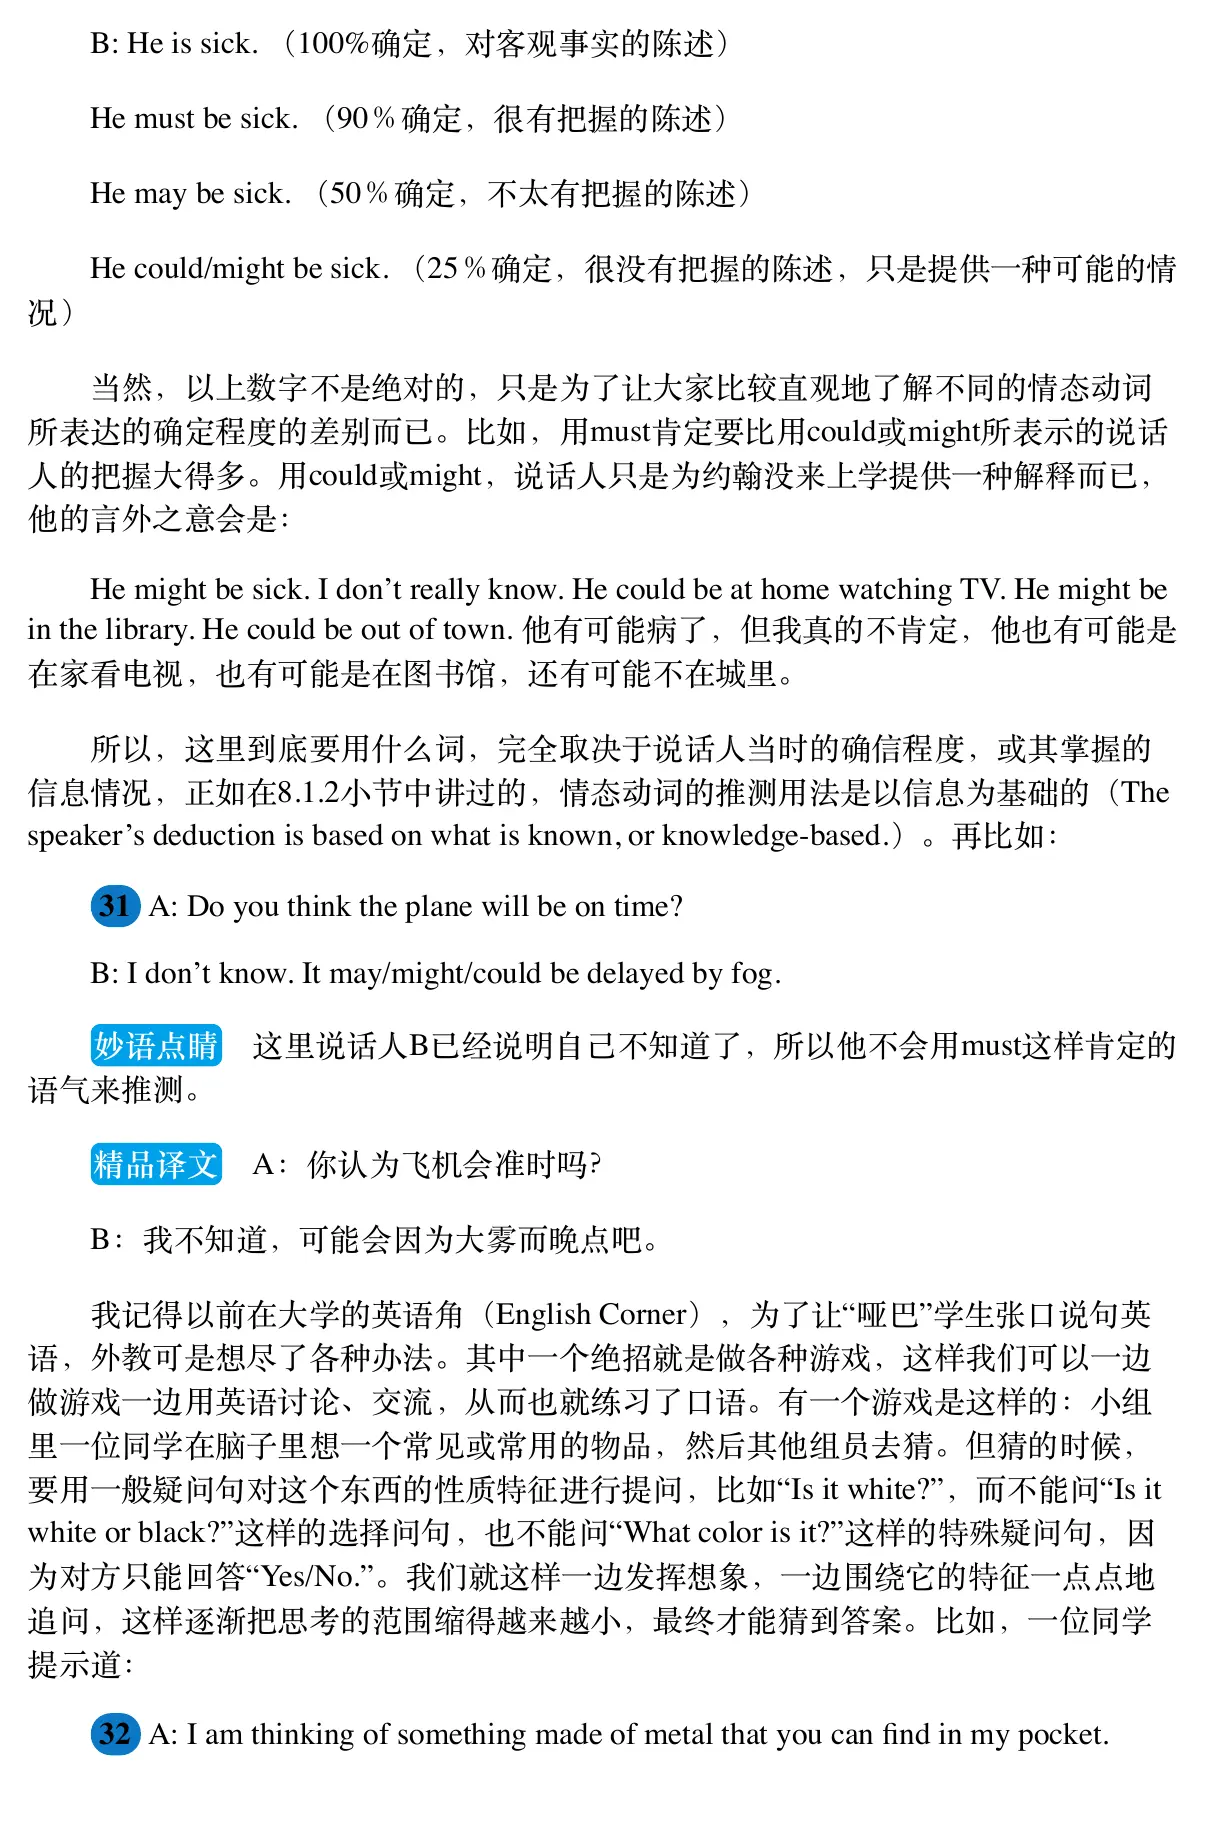 B: He is sick. （100%确定，对客观事实的陈述）
He must be sick. （90％确定，很有把握的陈述）
He may be sick. （50％确定，不太有把握的陈述）
He could/might be sick. （25％确定，很没有把握的陈述，只是提供一种可能的情
况）
当然，以上数字不是绝对的，只是为了让大家比较直观地了解不同的情态动词
所表达的确定程度的差别而已。比如，用must肯定要比用could或might所表示的说话
人的把握大得多。用could或might，说话人只是为约翰没来上学提供一种解释而已，
他的言外之意会是：
He might be sick. I don’t really know. He could be at home watching TV. He might be
in the library. He could be out of town. 他有可能病了，但我真的不肯定，他也有可能是
在家看电视，也有可能是在图书馆，还有可能不在城里。
所以，这里到底要用什么词，完全取决于说话人当时的确信程度，或其掌握的
信息情况，正如在8.1.2小节中讲过的，情态动词的推测用法是以信息为基础的（The
speaker’s deduction is based on what is known, or knowledge-based.）。再比如：
31 A: Do you think the plane will be on time?
B: I don’t know. It may/might/could be delayed by fog.
妙语点睛　这里说话人B已经说明自己不知道了，所以他不会用must这样肯定的
语气来推测。
精品译文　A：你认为飞机会准时吗？
B：我不知道，可能会因为大雾而晚点吧。
我记得以前在大学的英语角（English Corner），为了让“哑巴”学生张口说句英
语，外教可是想尽了各种办法。其中一个绝招就是做各种游戏，这样我们可以一边
做游戏一边用英语讨论、交流，从而也就练习了口语。有一个游戏是这样的：小组
里一位同学在脑子里想一个常见或常用的物品，然后其他组员去猜。但猜的时候，
要用一般疑问句对这个东西的性质特征进行提问，比如“Is it white?”，而不能问“Is it
white or black?”这样的选择问句，也不能问“What color is it?”这样的特殊疑问句，因
为对方只能回答“Yes/No.”。我们就这样一边发挥想象，一边围绕它的特征一点点地
追问，这样逐渐把思考的范围缩得越来越小，最终才能猜到答案。比如，一位同学
提示道：
32 A: I am thinking of something made of metal that you can find in my pocket.